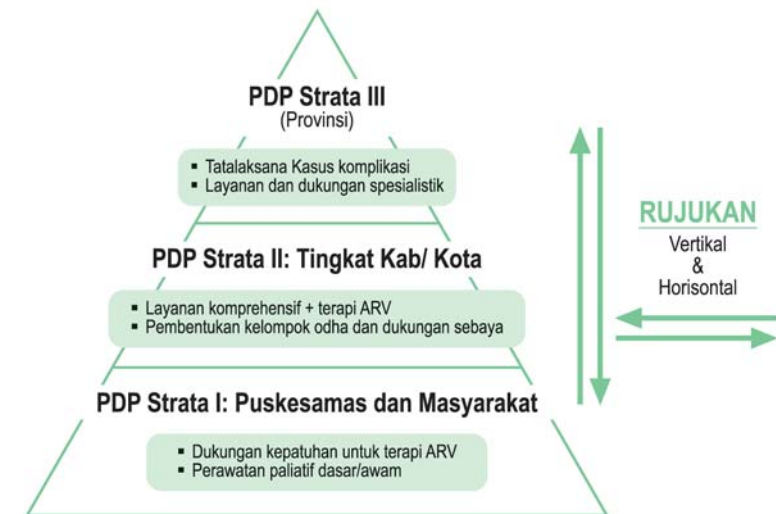 PDP Strata III
(Provinsi)
▪ Tatalaksana Kasus komplikasi
▪ Layanan dan dukungan spesialistik
PDP Strata II: Tingkat Kab/ Kota
▪ Layanan komprehensif + terapi ARV
▪ Pembentukan kelompok odha dan dukungan sebaya
PDP Strata I: Puskesamas dan Masyarakat
▪ Dukungan kepatuhan untuk terapi ARV
▪ Perawatan paliatif dasar/awam
RUJUKAN
Vertikal
&
Horisontal